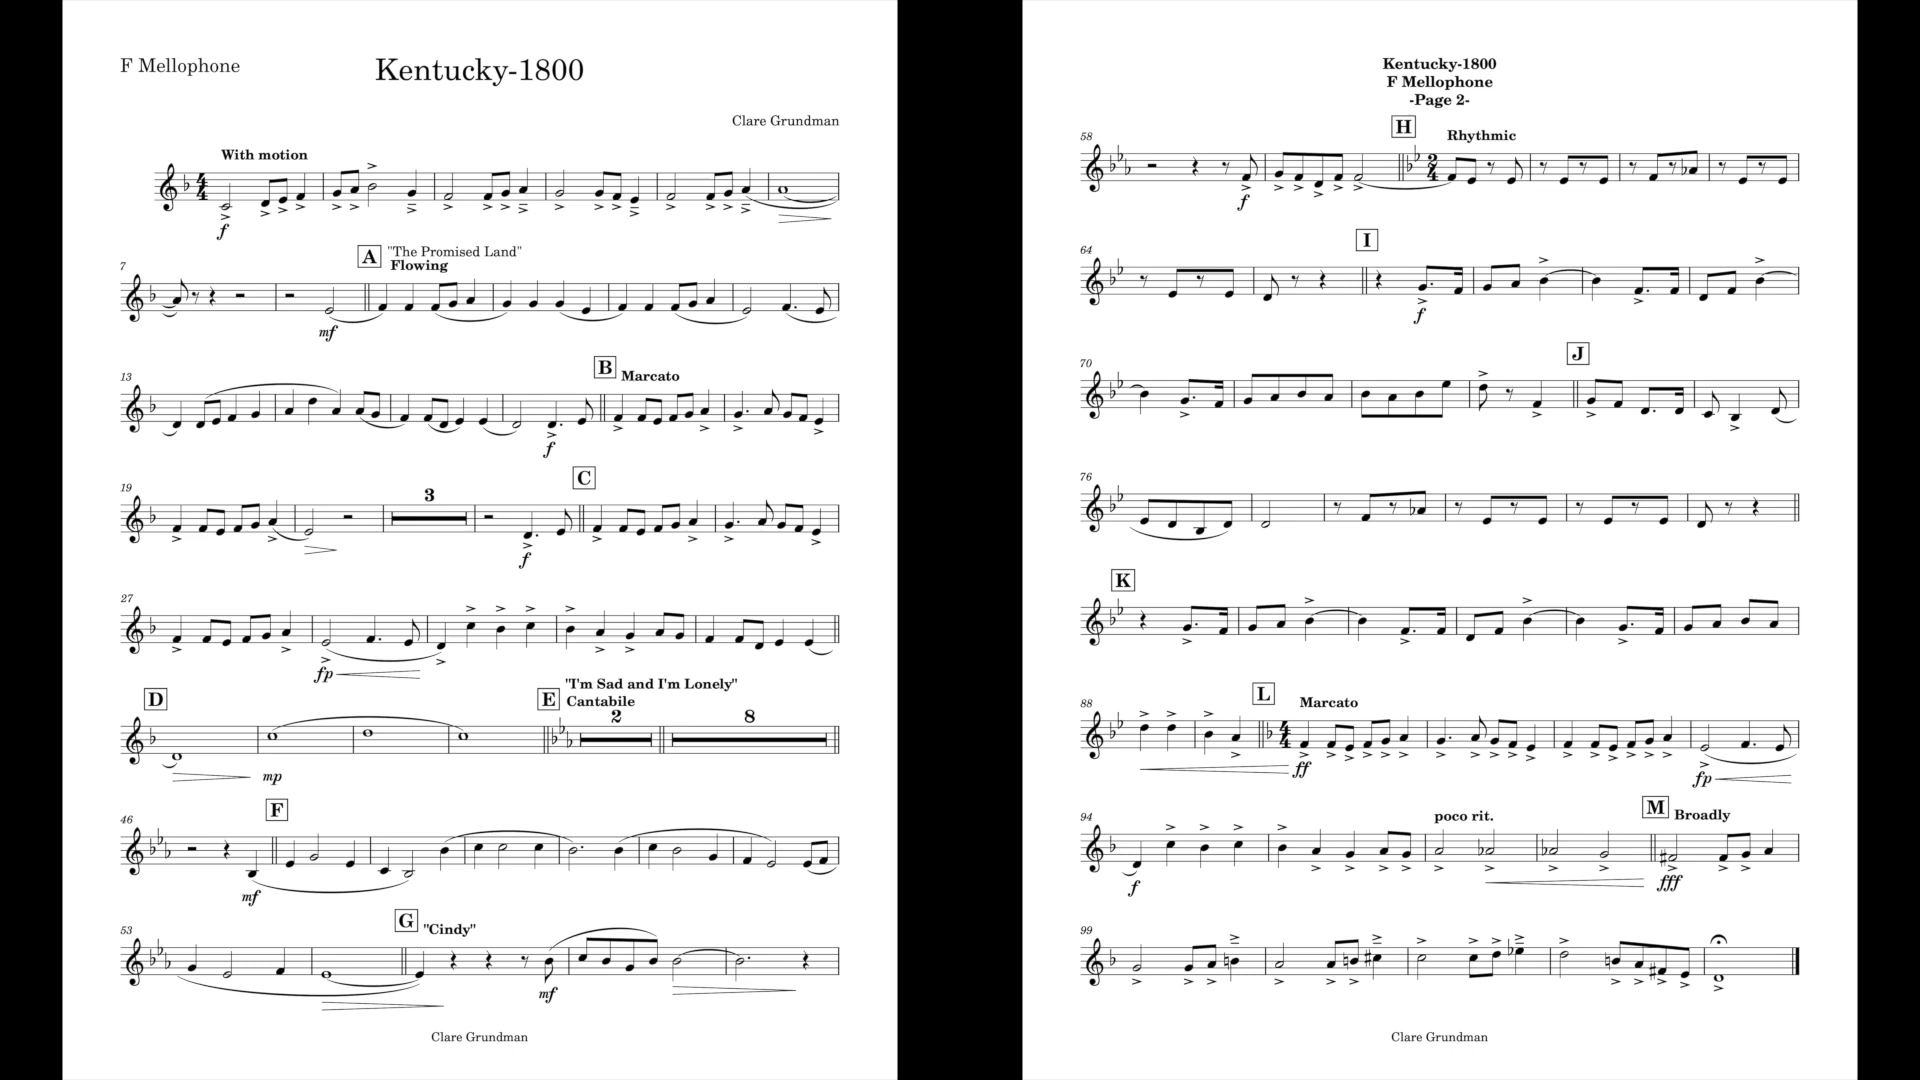 F Mellophone
Kentucky-1800
Clare Grundman
With motion
f
7
A
"The Promised Land"
Flowing
mf
13
B
Marcato
f
19
3
C
f
27
fp
D
mp
E
"I'm Sad and I'm Lonely"
Cantabile
2
8
46
F
mf
53
G
"Cindy"
mf
Clare Grundman
Kentucky-1800
F Mellophone
-Page 2-
58
f
H
Rhythmic
64
I
f
70
J
76
K
88
L
Marcato
ff
fp
94
f
poco rit.
M
Broadly
fff
99
Clare Grundman